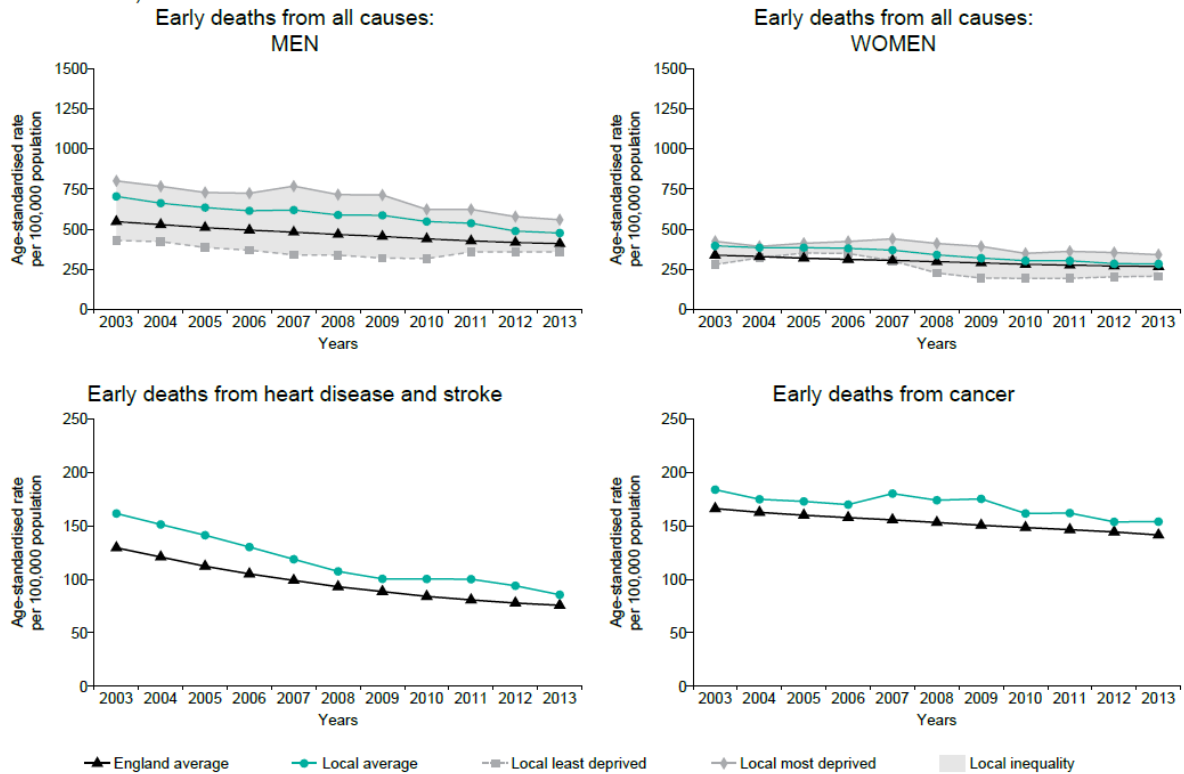 Early deaths from all causes:
MEN
Age-standardised rate
per 100,000 population
1500
1250
1000
750
500
250
0
2003 2004 2005 2006 2007 2008 2009 2010 2011 2012 2013
Years
Early deaths from all causes:
WOMEN
Age-standardised rate
per 100,000 population
1500
1250
1000
750
500
250
0
2003 2004 2005 2006 2007 2008 2009 2010 2011 2012 2013
Years
Early deaths from heart disease and stroke
Age-standardised rate
per 100,000 population
250
200
150
100
50
0
2003 2004 2005 2006 2007 2008 2009 2010 2011 2012 2013
Years
Early deaths from cancer
Age-standardised rate
per 100,000 population
250
200
150
100
50
0
2003 2004 2005 2006 2007 2008 2009 2010 2011 2012 2013
Years
England average Local average Local least deprived Local most deprived Local inequality